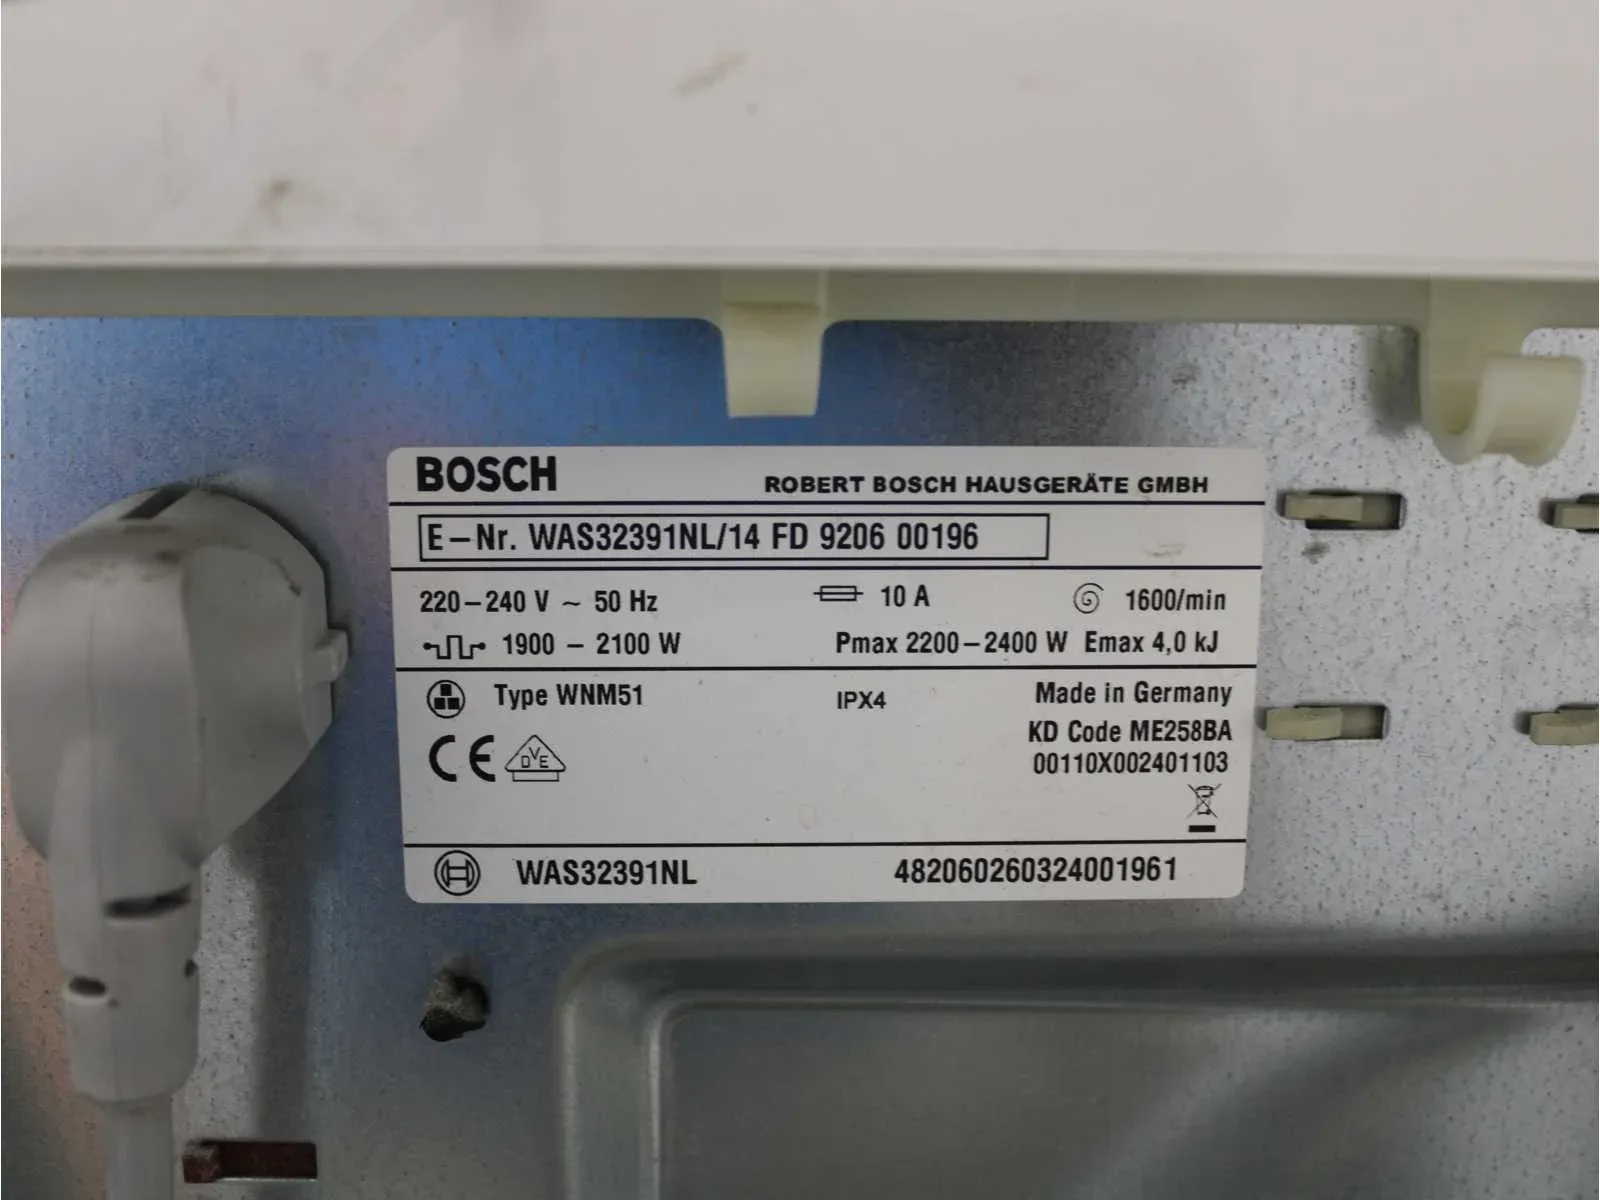 BOSCH
ROBERT BOSCH HAUSGERÄTE GMBH
E-Nr. WAS32391NL/14 FD 9206 00196
220-240 V ~ 50 Hz 10 A 1600/min
1900 - 2100 W Pmax 2200-2400 W Emax 4,0 kJ
Type WNM51 IPX4 Made in Germany
KD Code ME258BA
CE DVE 00110X002401103
WAS32391NL 482060260324001961